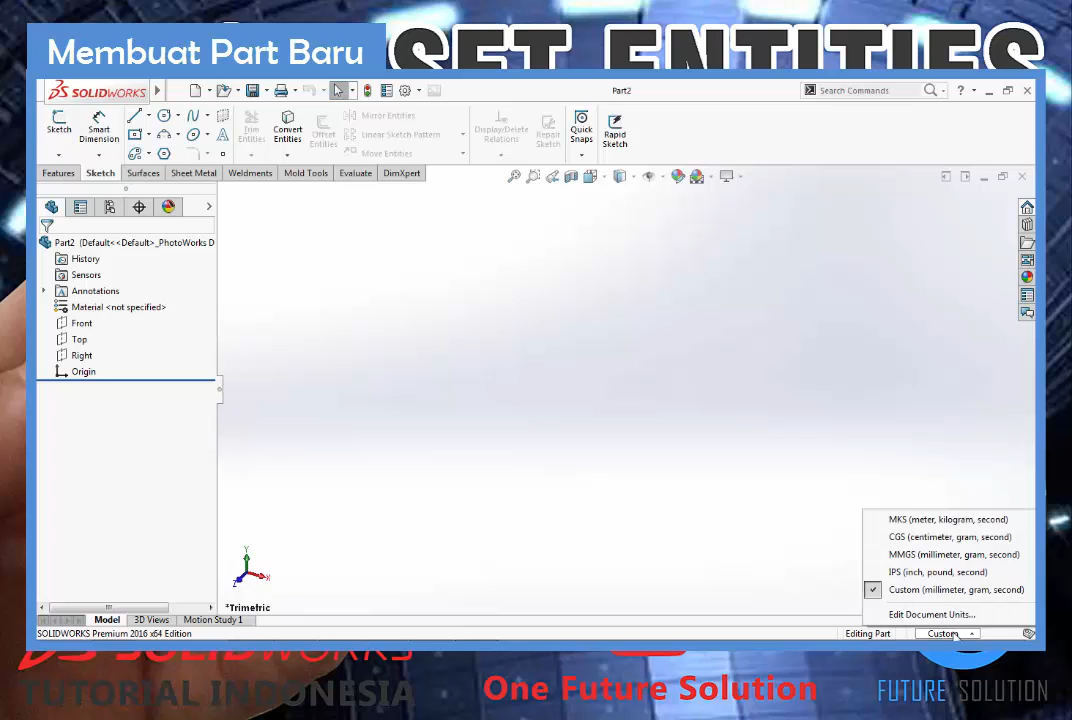 Membuat Part Baru
SET ENTITIES
SOLIDWORKS
Part2
Search Commands
?
Sketch
Smart Dimension
Trim Entities
Convert Entities
Offset Entities
Mirror Entities
Linear Sketch Pattern
Move Entities
Display/Delete Relations
Repair Sketch
Quick Snaps
Rapid Sketch
Features Sketch Surfaces Sheet Metal Weldments Mold Tools Evaluate DimXpert
Part2 (Default<<Default>_PhotoWorks D
History
Sensors
Annotations
Material <not specified>
Front
Top
Right
Origin
Y
X
Z
*Trimetric
MKS (meter, kilogram, second)
CGS (centimeter, gram, second)
MMGS (millimeter, gram, second)
IPS (inch, pound, second)
Custom (millimeter, gram, second)
Edit Document Units...
Model 3D Views Motion Study 1
SOLIDWORKS Premium 2016 x64 Edition
Editing Part
Custom
SOLIDWORKS
TUTORIAL INDONESIA
One Future Solution
FUTURE SOLUTION